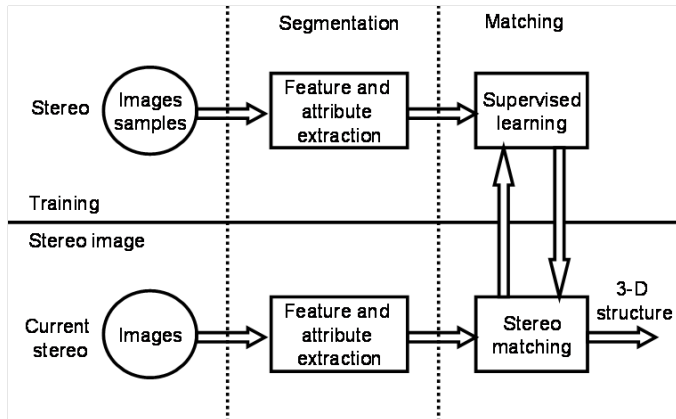 Segmentation
Matching
Stereo
Images
samples
Feature and
attribute
extraction
Supervised
learning
Training
Stereo image
Current
stereo
Images
Feature and
attribute
extraction
Stereo
matching
3-D
structure